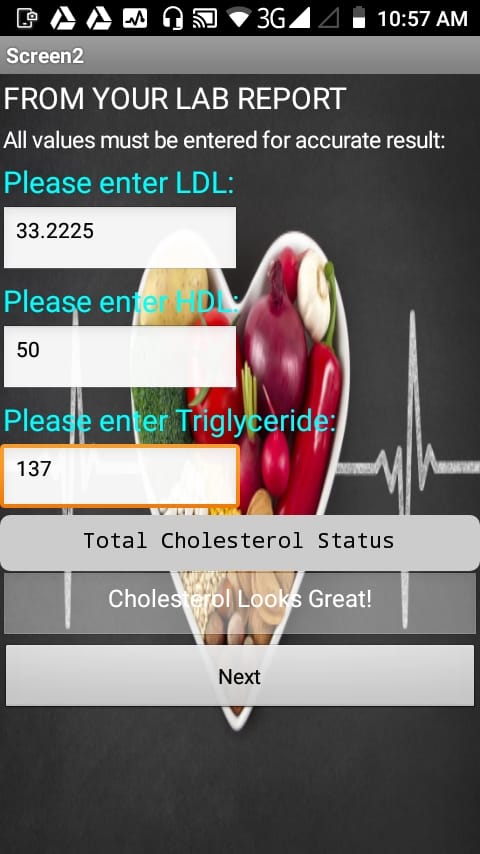 3G 10:57 AM
Screen2
FROM YOUR LAB REPORT
All values must be entered for accurate result:
Please enter LDL:
33.2225
Please enter HDL:
50
Please enter Triglyceride:
137
Total Cholesterol Status
Cholesterol Looks Great!
Next